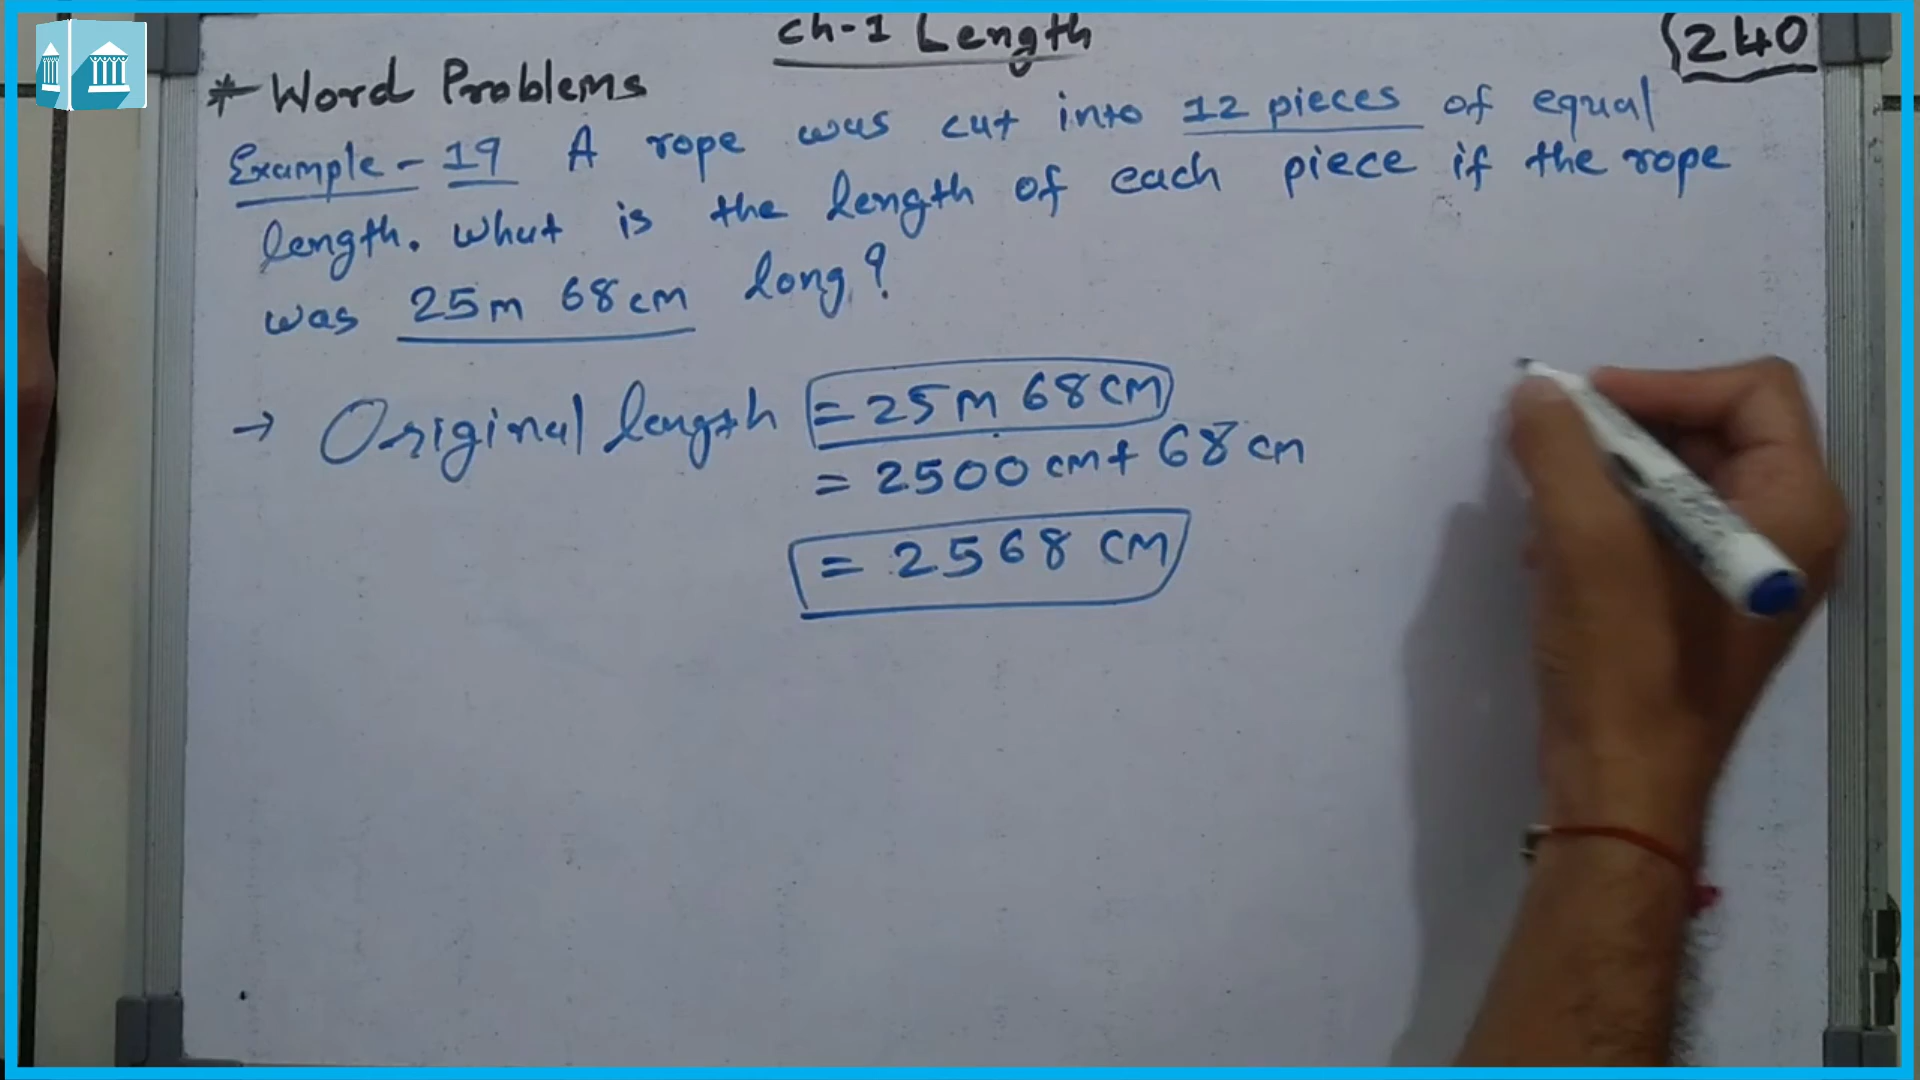 Ch-1 Length
240
* Word Problems
Example - 19 A rope was cut into 12 pieces of equal
length. What is the length of each piece if the rope
was 25m 68cm long?
→ Original length = 25m 68cm
= 2500 cm + 68 cm
= 2568 cm